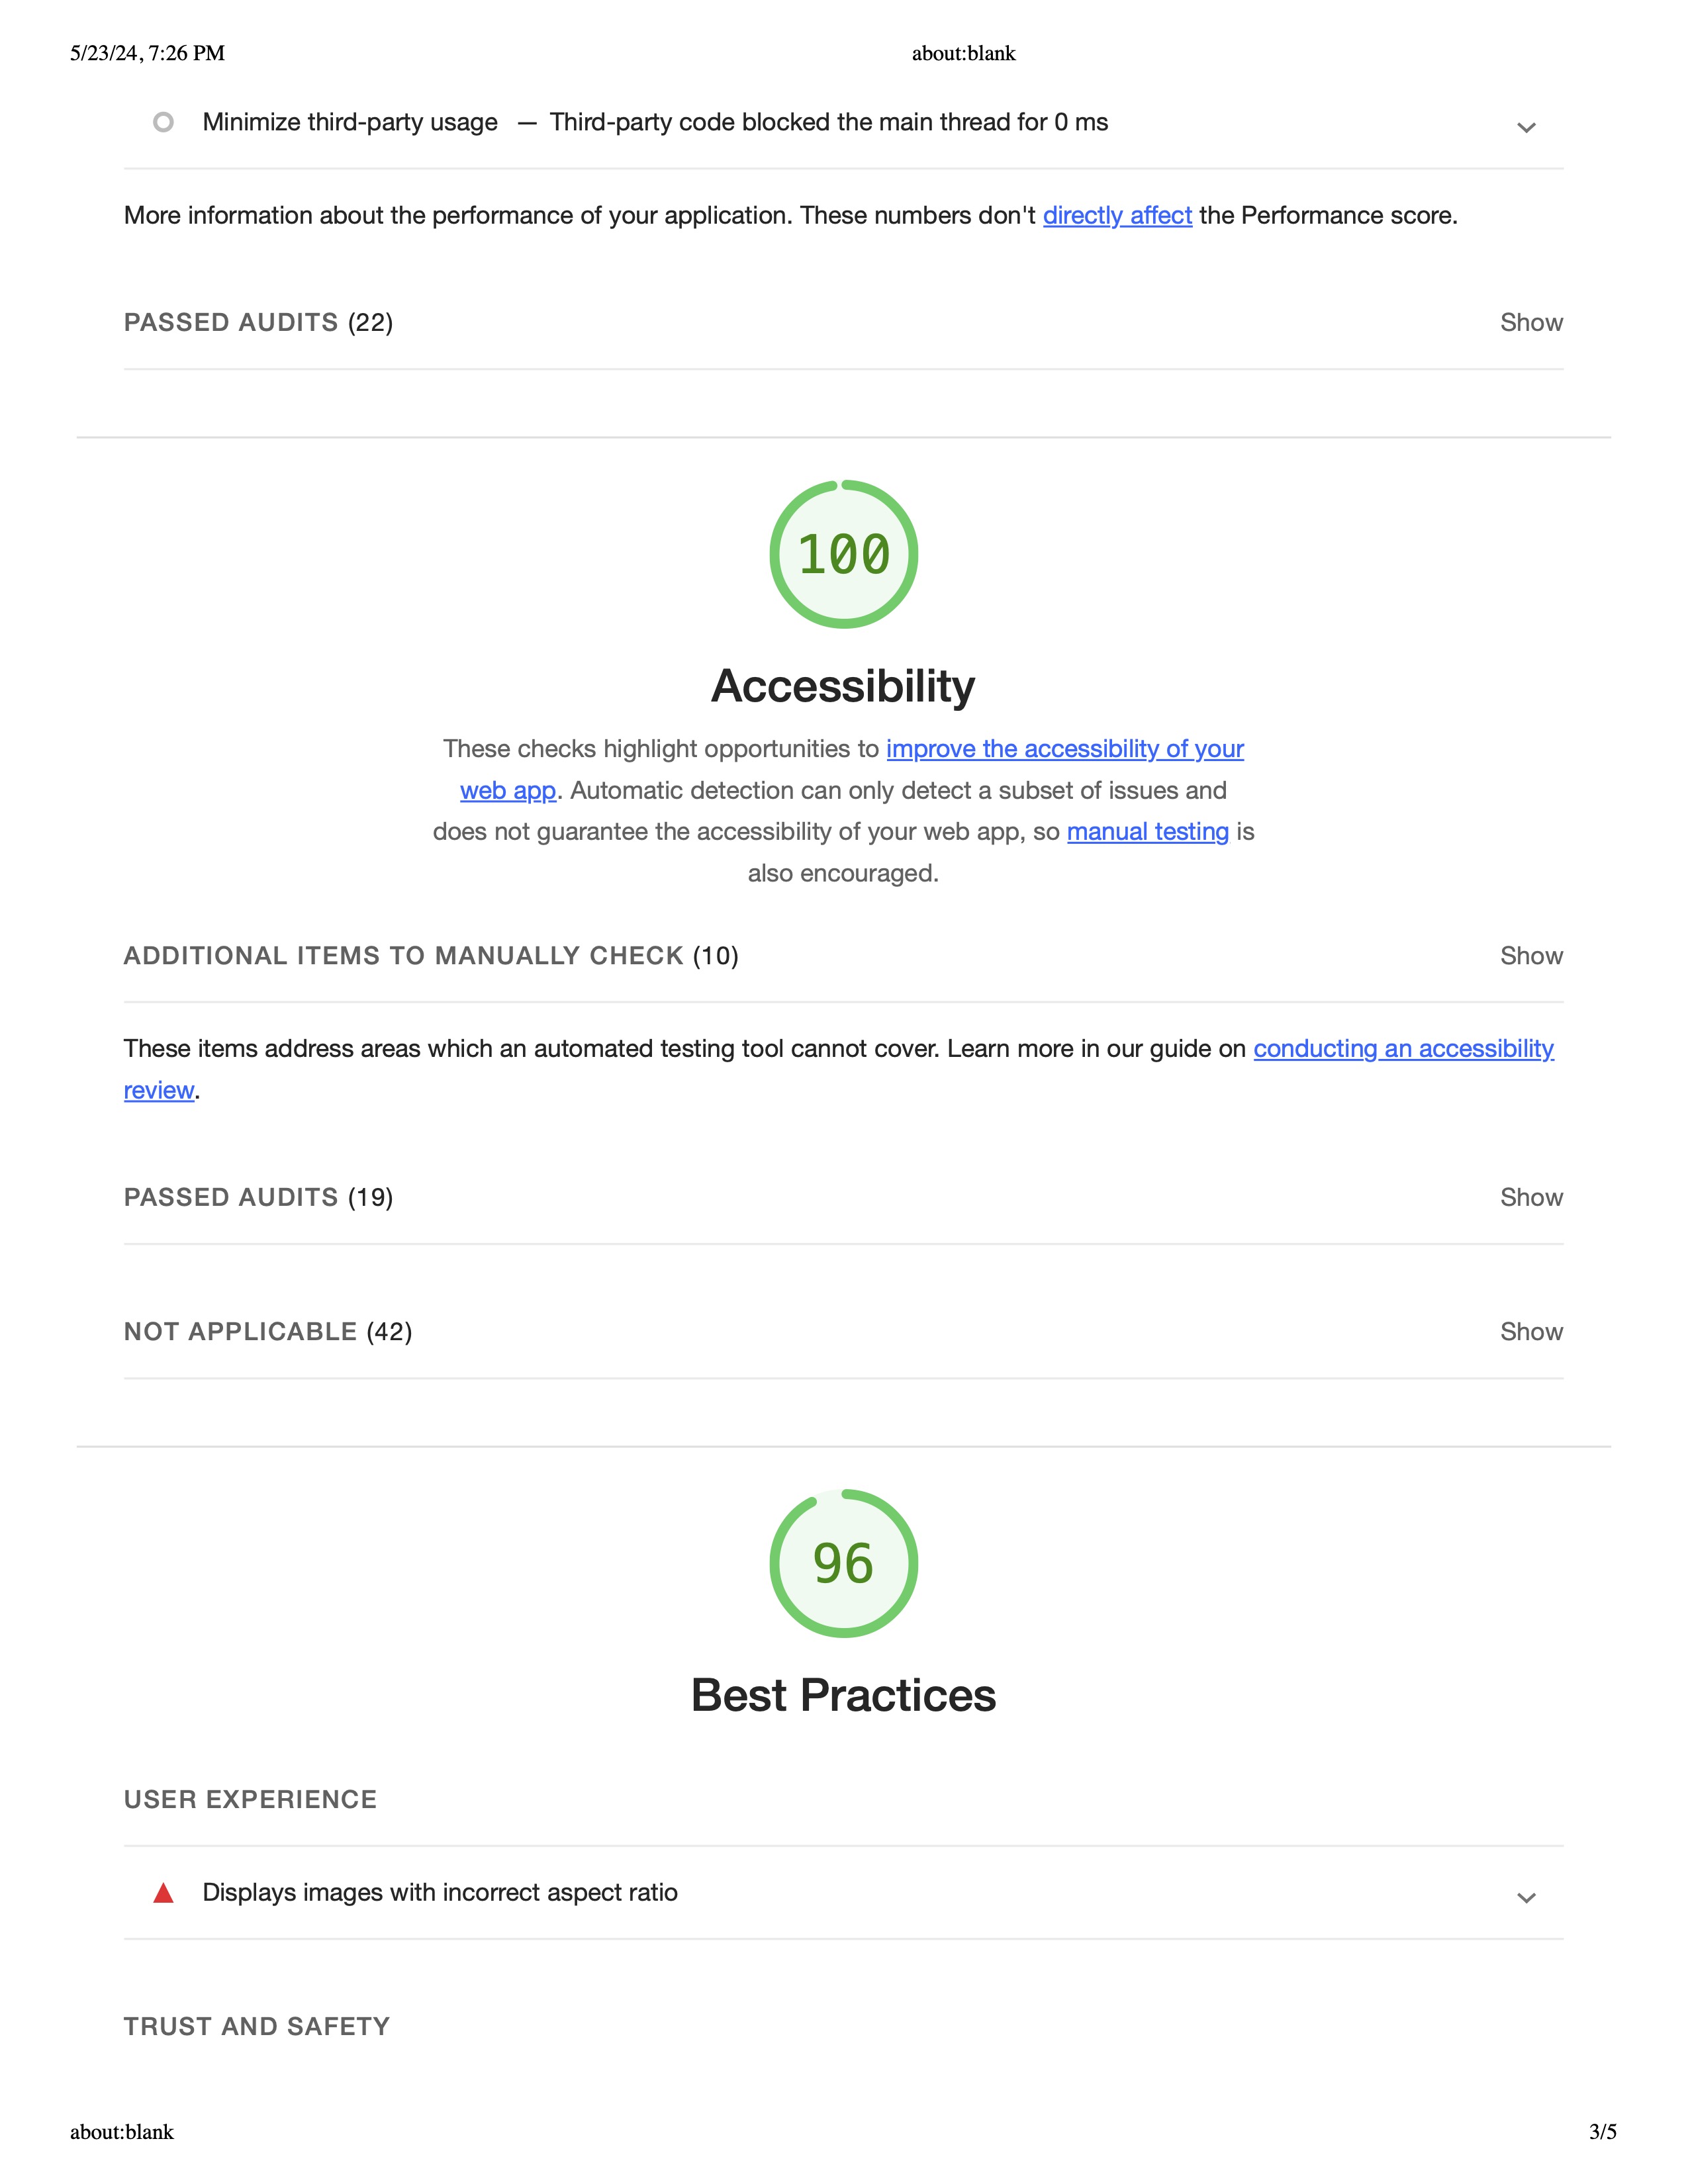 5/23/24, 7:26 PM about:blank
Minimize third-party usage — Third-party code blocked the main thread for 0 ms
More information about the performance of your application. These numbers don't directly affect the Performance score.
PASSED AUDITS (22) Show
100
Accessibility
These checks highlight opportunities to improve the accessibility of your
web app. Automatic detection can only detect a subset of issues and
does not guarantee the accessibility of your web app, so manual testing is
also encouraged.
ADDITIONAL ITEMS TO MANUALLY CHECK (10) Show
These items address areas which an automated testing tool cannot cover. Learn more in our guide on conducting an accessibility
review.
PASSED AUDITS (19) Show
NOT APPLICABLE (42) Show
96
Best Practices
USER EXPERIENCE
Displays images with incorrect aspect ratio
TRUST AND SAFETY
about:blank 3/5